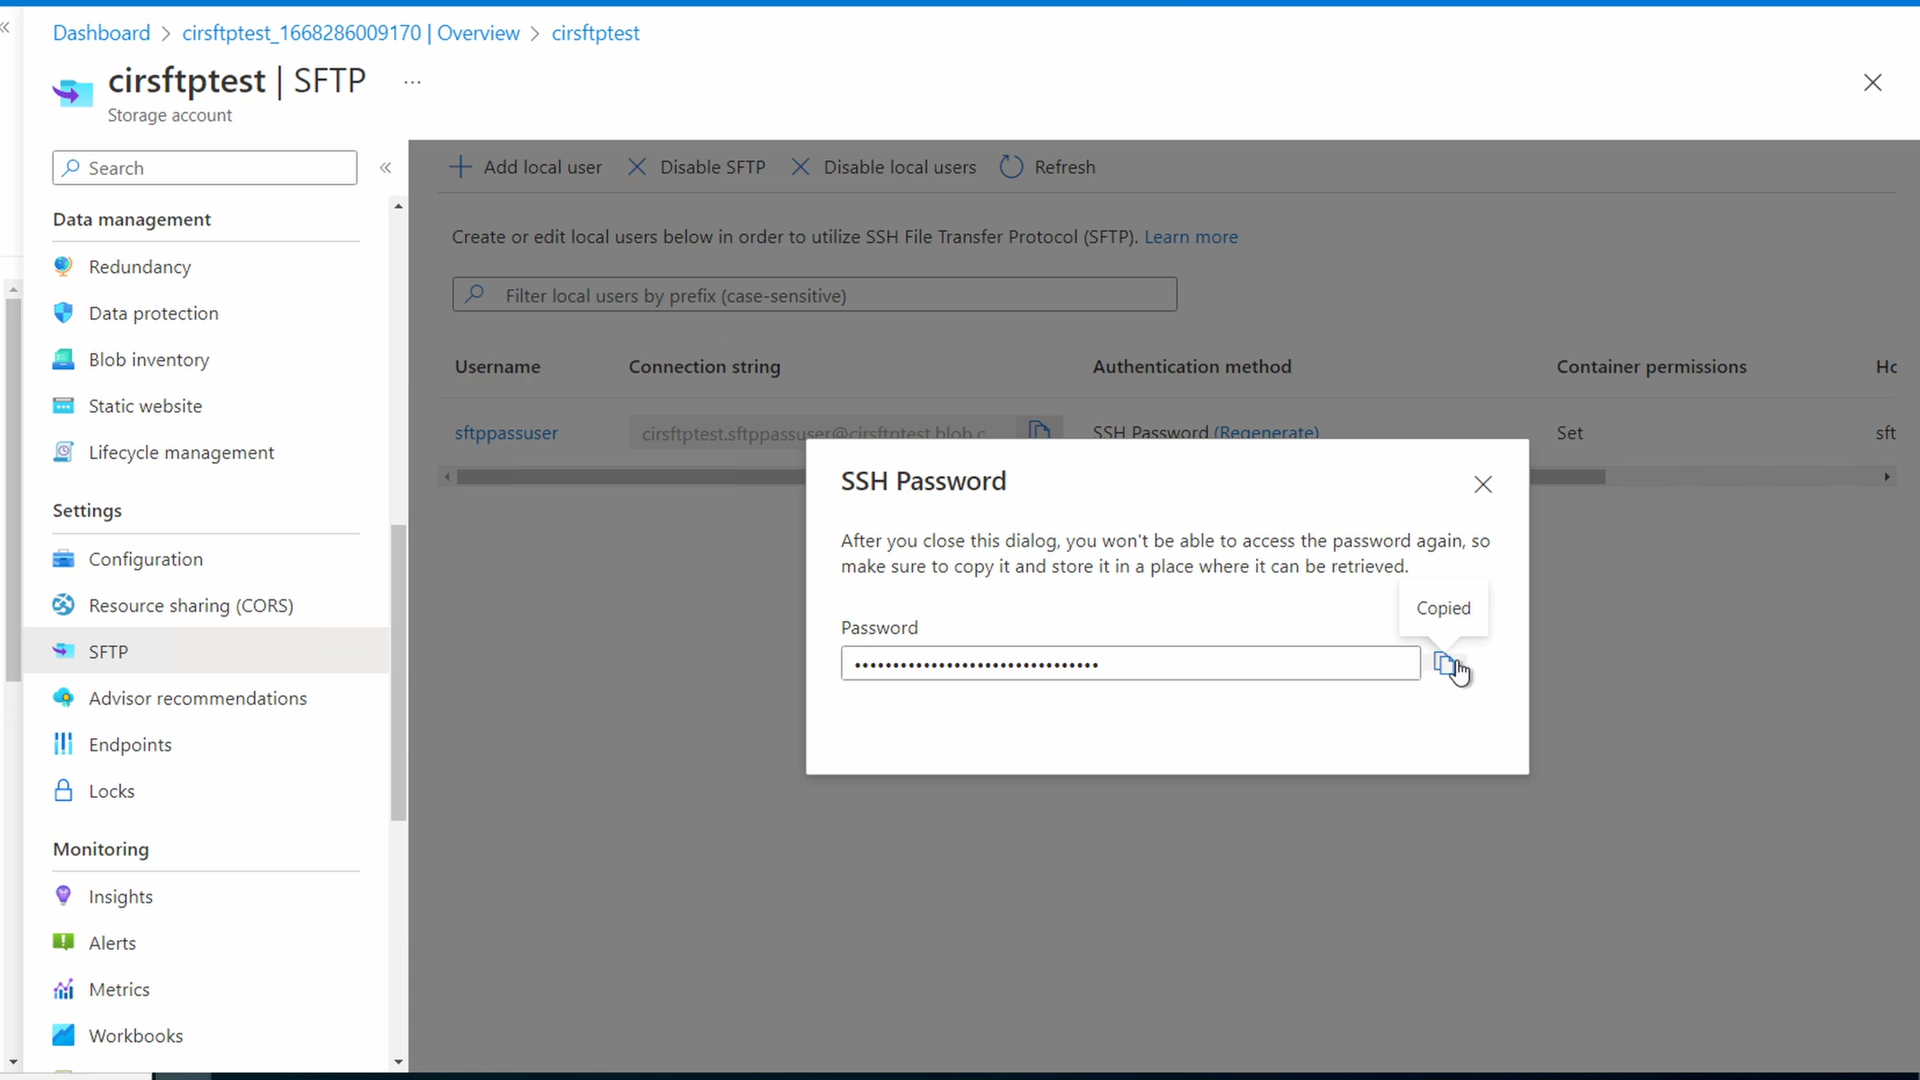 Dashboard > cirsftptest_1668286009170 | Overview > cirsftptest
cirsftptest | SFTP ...
Storage account
Search
Data management
Redundancy
Data protection
Blob inventory
Static website
Lifecycle management
Settings
Configuration
Resource sharing (CORS)
SFTP
Advisor recommendations
Endpoints
Locks
Monitoring
Insights
Alerts
Metrics
Workbooks
Add local user Disable SFTP Disable local users Refresh
Create or edit local users below in order to utilize SSH File Transfer Protocol (SFTP). Learn more
Filter local users by prefix (case-sensitive)
Username Connection string Authentication method Container permissions Hc
sftppassuser cirsftptest.sftppassuser@cirsftptest.blob.c SSH Password (Regenerate) Set sft
SSH Password
After you close this dialog, you won't be able to access the password again, so
make sure to copy it and store it in a place where it can be retrieved.
Copied
Password